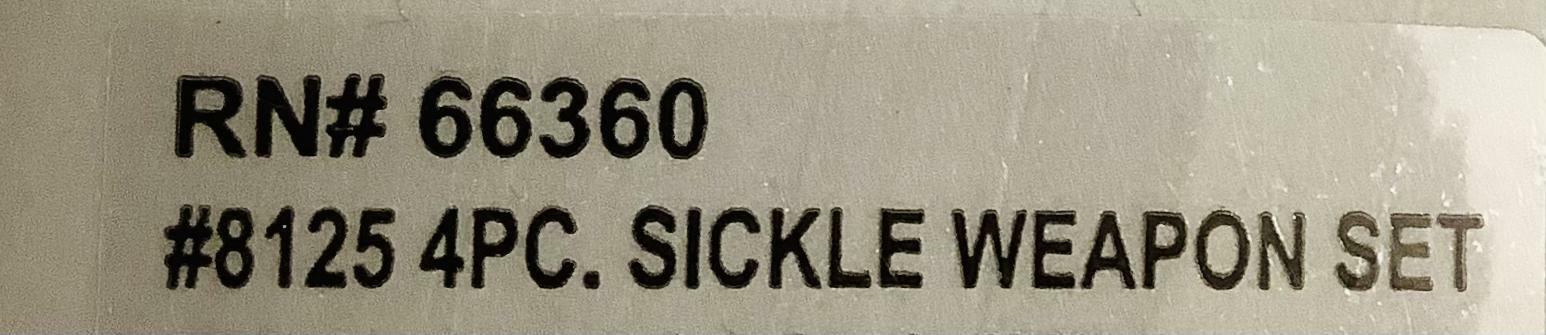 RN# 66360
#8125 4PC. SICKLE WEAPON SET